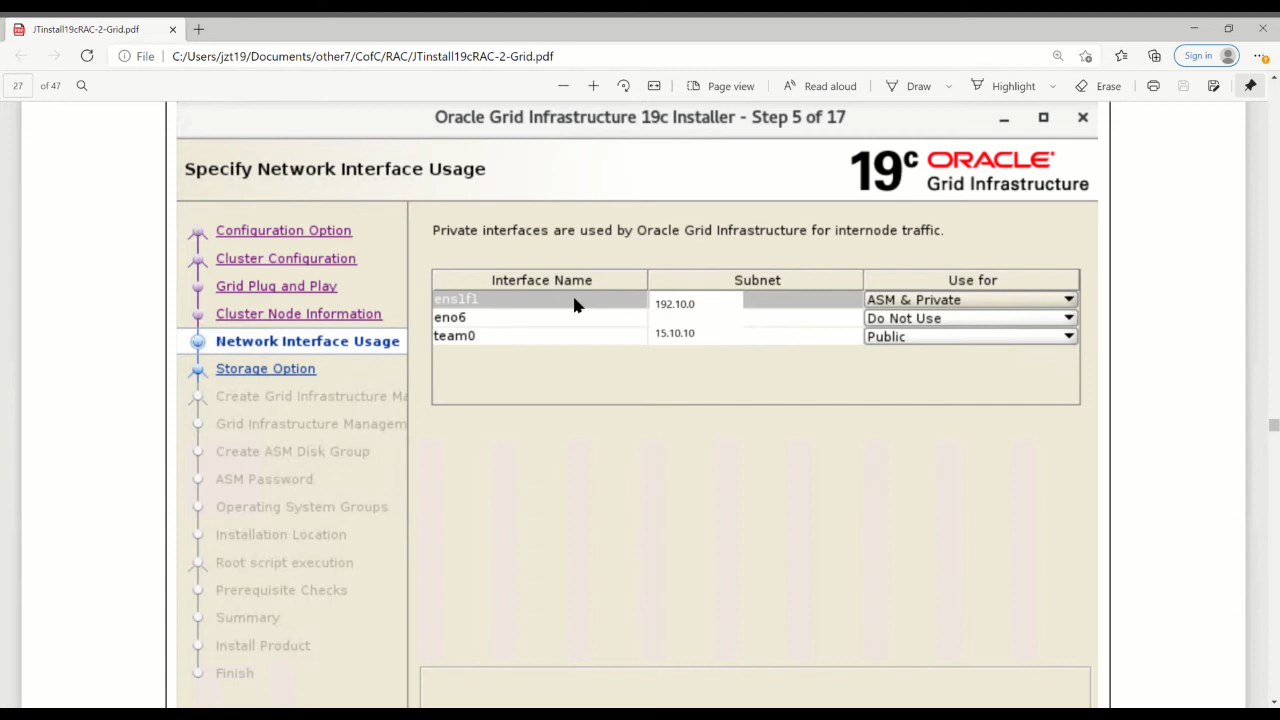 JTinstall19cRAC-2-Grid.pdf
File C:/Users/jzt19/Documents/other7/CofC/RAC/JTinstall19cRAC-2-Grid.pdf
Sign in
27 of 47
Page view
Read aloud
Draw
Highlight
Erase
Oracle Grid Infrastructure 19c Installer - Step 5 of 17
Specify Network Interface Usage
19c ORACLE
Grid Infrastructure
Configuration Option
Cluster Configuration
Grid Plug and Play
Cluster Node Information
Network Interface Usage
Storage Option
Create Grid Infrastructure Ma
Grid Infrastructure Managem
Create ASM Disk Group
ASM Password
Operating System Groups
Installation Location
Root script execution
Prerequisite Checks
Summary
Install Product
Finish
Private interfaces are used by Oracle Grid Infrastructure for internode traffic.
Interface Name Subnet Use for
ens1f1 192.10.0 ASM & Private
eno6 Do Not Use
team0 15.10.10 Public